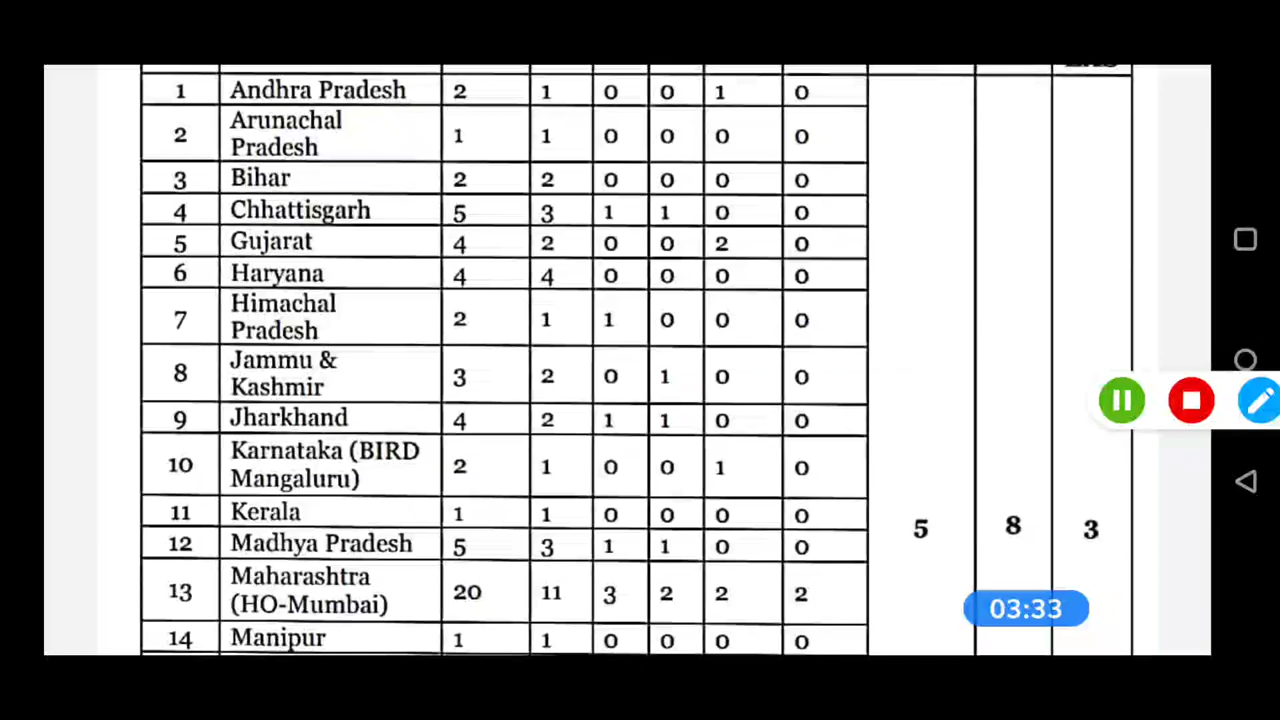 1 Andhra Pradesh 2 1 0 0 1 0
2 Arunachal Pradesh 1 1 0 0 0 0
3 Bihar 2 2 0 0 0 0
4 Chhattisgarh 5 3 1 1 0 0
5 Gujarat 4 2 0 0 2 0
6 Haryana 4 4 0 0 0 0
7 Himachal Pradesh 2 1 1 0 0 0
8 Jammu & Kashmir 3 2 0 1 0 0
9 Jharkhand 4 2 1 1 0 0
10 Karnataka (BIRD Mangaluru) 2 1 0 0 1 0
11 Kerala 1 1 0 0 0 0
12 Madhya Pradesh 5 3 1 1 0 0
13 Maharashtra (HO-Mumbai) 20 11 3 2 2 2
14 Manipur 1 1 0 0 0 0
5 8 3
03:33